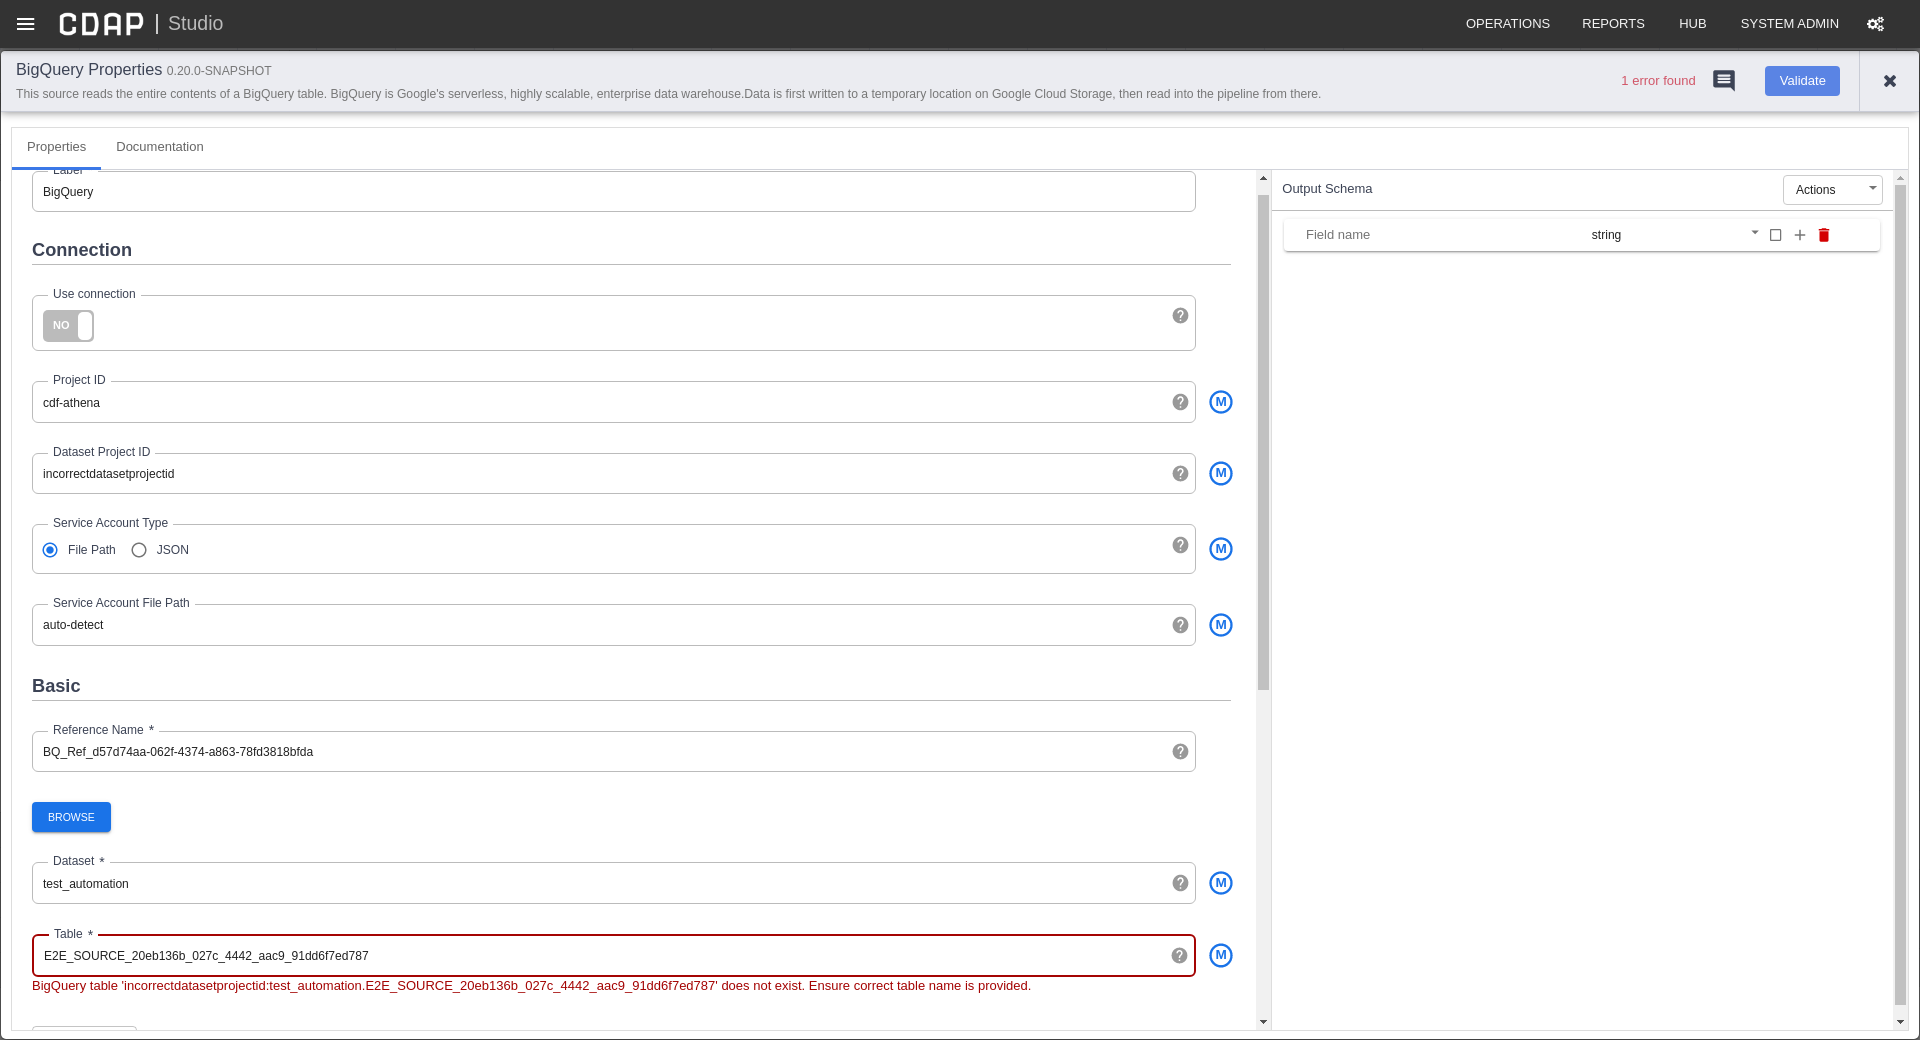 CDAP | Studio
OPERATIONS REPORTS HUB SYSTEM ADMIN
BigQuery Properties 0.20.0-SNAPSHOT
This source reads the entire contents of a BigQuery table. BigQuery is Google's serverless, highly scalable, enterprise data warehouse.Data is first written to a temporary location on Google Cloud Storage, then read into the pipeline from there.
1 error found
Validate
Properties Documentation
Label
BigQuery
Connection
Use connection
NO
Project ID
cdf-athena
M
Dataset Project ID
incorrectdatasetprojectid
M
Service Account Type
File Path JSON
M
Service Account File Path
auto-detect
M
Basic
Reference Name *
BQ_Ref_d57d74aa-062f-4374-a863-78fd3818bfda
BROWSE
Dataset *
test_automation
M
Table *
E2E_SOURCE_20eb136b_027c_4442_aac9_91dd6f7ed787
M
BigQuery table 'incorrectdatasetprojectid:test_automation.E2E_SOURCE_20eb136b_027c_4442_aac9_91dd6f7ed787' does not exist. Ensure correct table name is provided.
Output Schema
Actions
Field name string